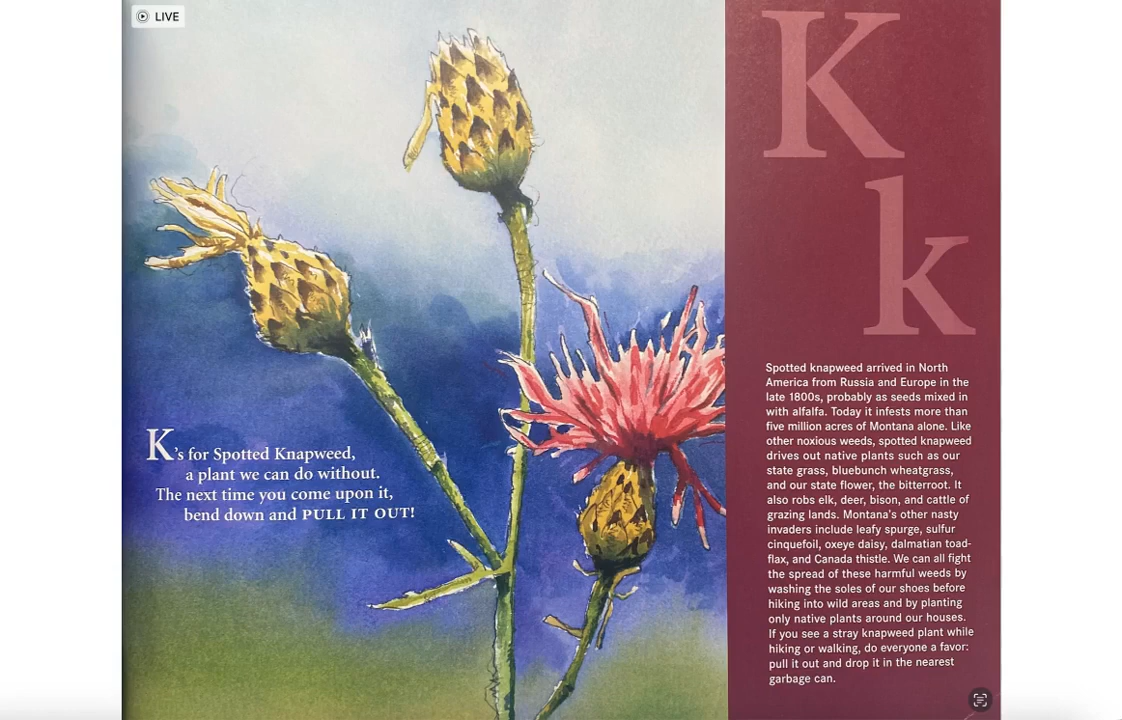 LIVE
K's for Spotted Knapweed,
a plant we can do without.
The next time you come upon it,
bend down and PULL IT OUT!
K
k
Spotted knapweed arrived in North
America from Russia and Europe in the
late 1800s, probably as seeds mixed in
with alfalfa. Today it infests more than
five million acres of Montana alone. Like
other noxious weeds, spotted knapweed
drives out native plants such as our
state grass, bluebunch wheatgrass,
and our state flower, the bitterroot. It
also robs elk, deer, bison, and cattle of
grazing lands. Montana's other nasty
invaders include leafy spurge, sulfur
cinquefoil, oxeye daisy, dalmatian toad-
flax, and Canada thistle. We can all fight
the spread of these harmful weeds by
washing the soles of our shoes before
hiking into wild areas and by planting
only native plants around our houses.
If you see a stray knapweed plant while
hiking or walking, do everyone a favor:
pull it out and drop it in the nearest
garbage can.